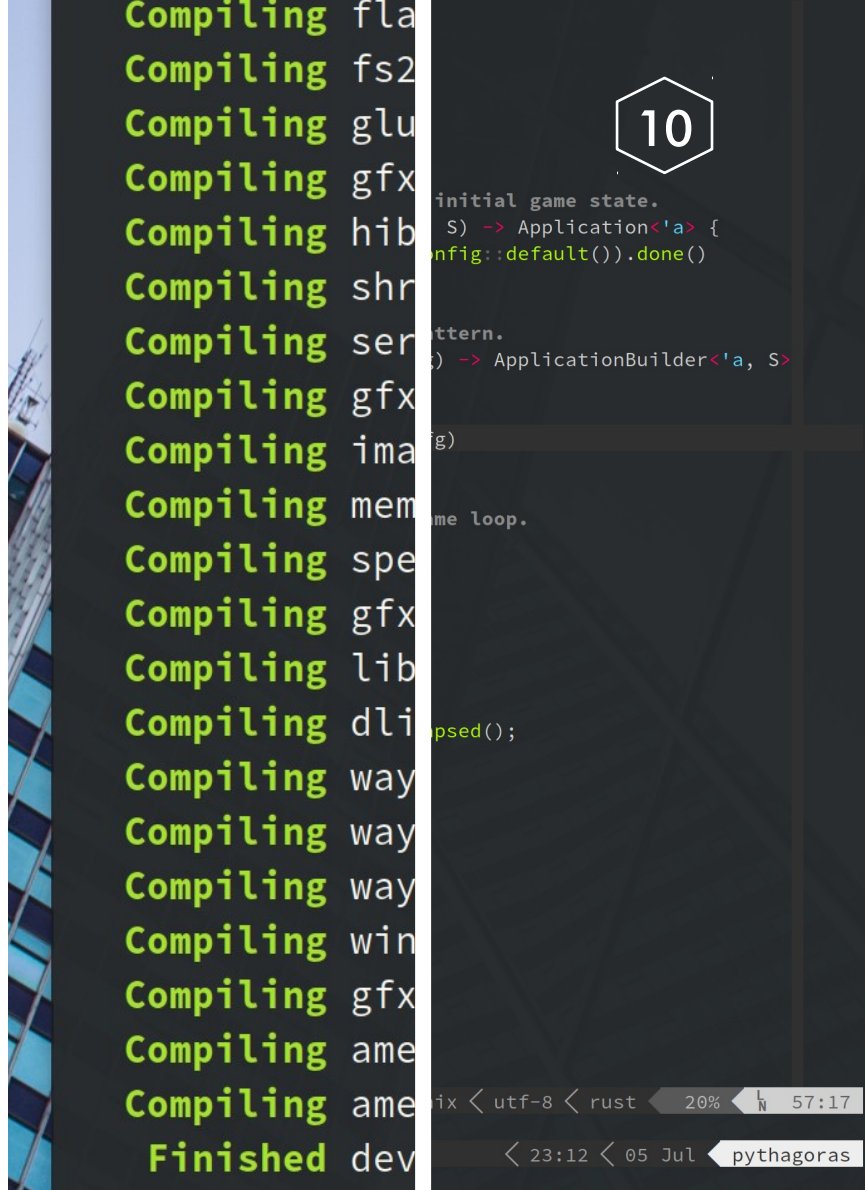 Compiling fla
Compiling fs2
Compiling glu
Compiling gfx
Compiling hib
Compiling shr
Compiling ser
Compiling gfx
Compiling ima
Compiling mem
Compiling spe
Compiling gfx
Compiling lib
Compiling dli
Compiling way
Compiling way
Compiling way
Compiling win
Compiling gfx
Compiling ame
Compiling ame
Finished dev
10
initial game state.
S) -> Application<'a> {
nfig::default()).done()
ttern.
) -> ApplicationBuilder<'a, S>
g)
me loop.
psed();
ix utf-8 rust 20% LN 57:17
23:12 05 Jul pythagoras